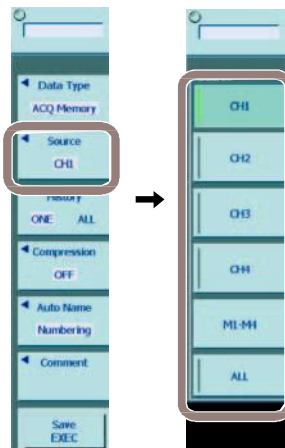 Data Type
ACQ Memory
Source
CH1
History
ONE ALL
Compression
OFF
Auto Name
Numbering
Comment
Save
EXEC
CH1
CH2
CH3
CH4
M1-M4
ALL